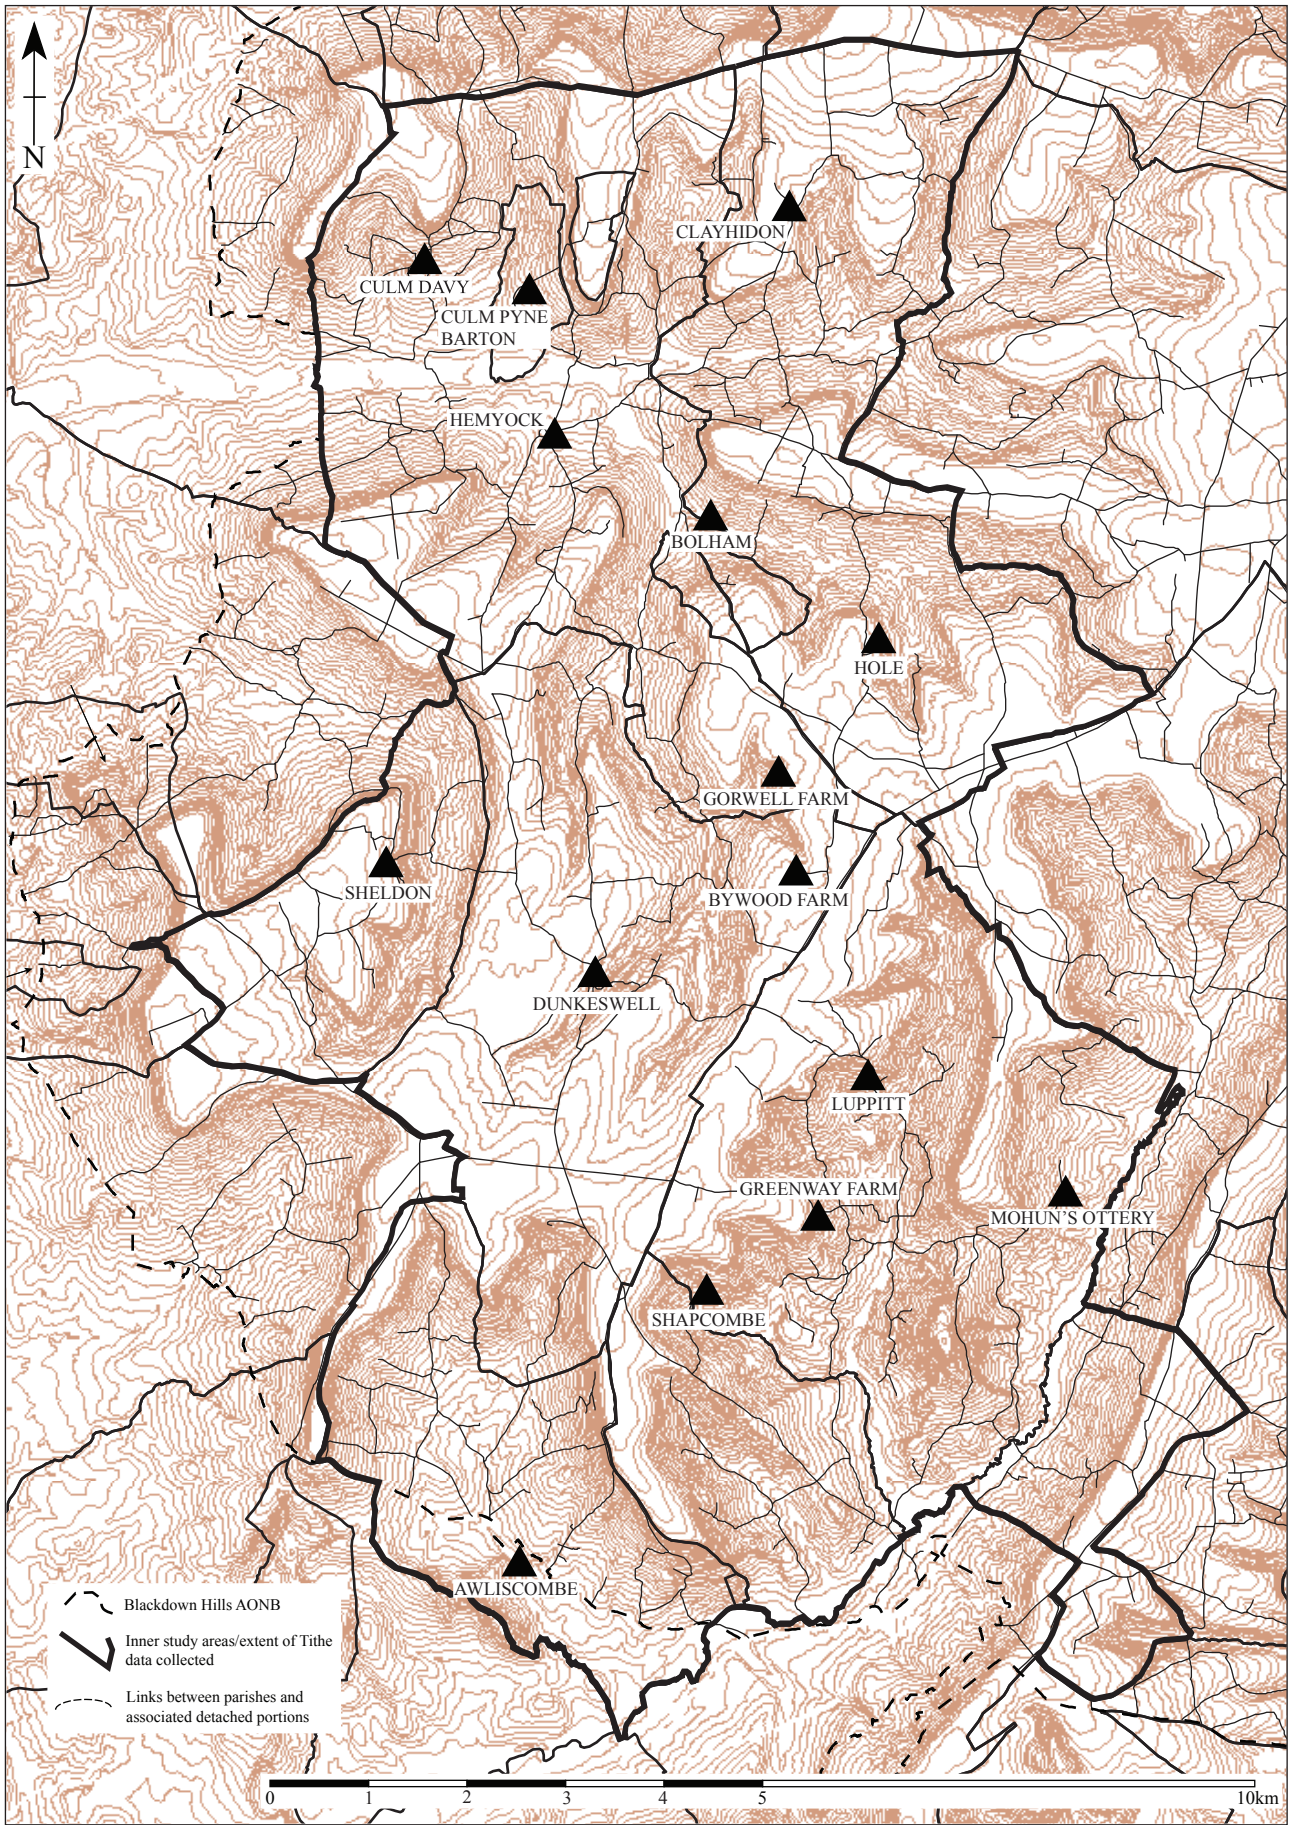 N
CLAYHIDON
CULM DAVY
CULM PYNE
BARTON
HEMYOCK
BOLHAM
HOLE
GORWELL FARM
SHELDON
BYWOOD FARM
DUNKESWELL
LUPPITT
GREENWAY FARM
MOHUN'S OTTERY
SHAPCOMBE
AWLISCOMBE
Blackdown Hills AONB
Inner study areas/extent of Tithe
data collected
Links between parishes and
associated detached portions
0 1 2 3 4 5 10km